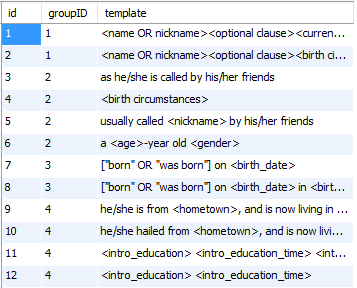 id groupID template
1 1 <name OR nickname><optional clause><curren...
2 1 <name OR nickname><optional clause><birth ci...
3 2 as he/she is called by his/her friends
4 2 <birth circumstances>
5 2 usually called <nickname> by his/her friends
6 2 a <age>-year old <gender>
7 3 ["born" OR "was born"] on <birth_date>
8 3 ["born" OR "was born"] on <birth_date> in <birt...
9 4 he/she is from <hometown>, and is now living in ...
10 4 he/she hailed from <hometown>, and is now livi...
11 4 <intro_education> <intro_education_time> <int...
12 4 <intro_education> <intro_education_time> <int...